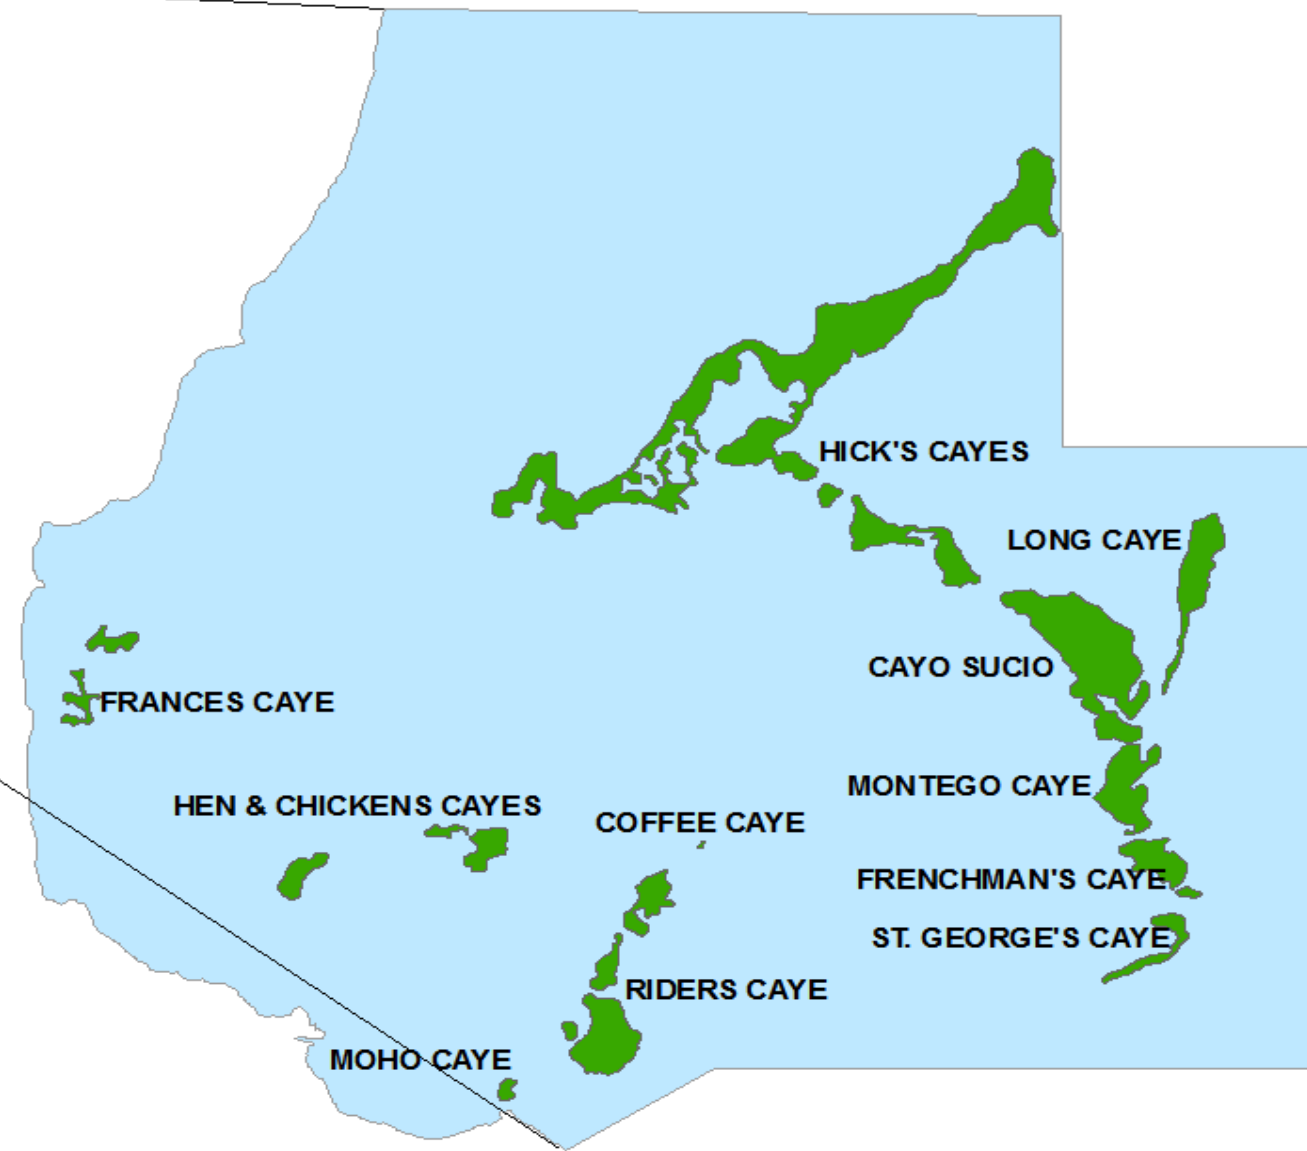 HICK'S CAYES
LONG CAYE
CAYO SUCIO
FRANCES CAYE
MONTEGO CAYE
HEN & CHICKENS CAYES
COFFEE CAYE
FRENCHMAN'S CAYE
ST. GEORGE'S CAYE
RIDERS CAYE
MOHO CAYE